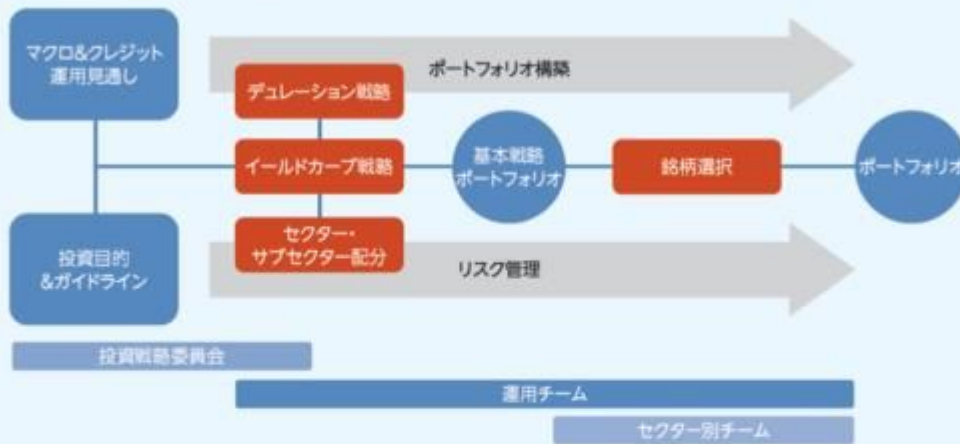 マクロ&クレジット
運用見通し
ポートフォリオ構築
デュレーション戦略
イールドカーブ戦略
基本戦略
ポートフォリオ
銘柄選択
ポートフォリオ
セクター・
サブセクター配分
投資目的
&ガイドライン
リスク管理
投資戦略委員会
運用チーム
セクター別チーム